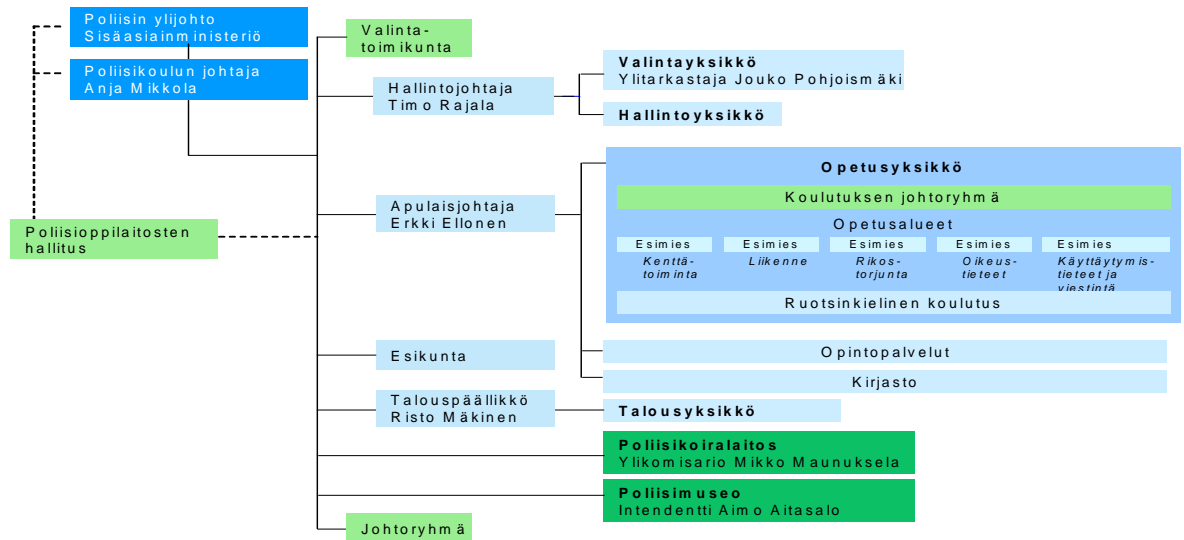 Poliisin ylijohto
Sisäasiainministeriö
Poliisikoulun johtaja
Anja Mikkola
Poliisioppilaitosten
hallitus
Valinta-
toimikunta
Hallintojohtaja
Timo Rajala
Valintayksikkö
Ylitarkastaja Jouko Pohjoismäki
Hallintoyksikkö
Apulaisjohtaja
Erkki Ellonen
Opetusyksikkö
Koulutuksen johtoryhmä
Opetusalueet
Esimies
Kenttä-
toiminta
Esimies
Liikenne
Esimies
Rikos-
torjunta
Esimies
Oikeus-
tieteet
Esimies
Käyttäytymis-
tieteet ja
viestintä
Ruotsinkielinen koulutus
Opintopalvelut
Kirjasto
Esikunta
Talouspäällikkö
Risto Mäkinen
Talousyksikkö
Poliisikoiralaitos
Ylikomisario Mikko Maunuksela
Poliisimuseo
Intendentti Aimo Aitasalo
Johtoryhmä